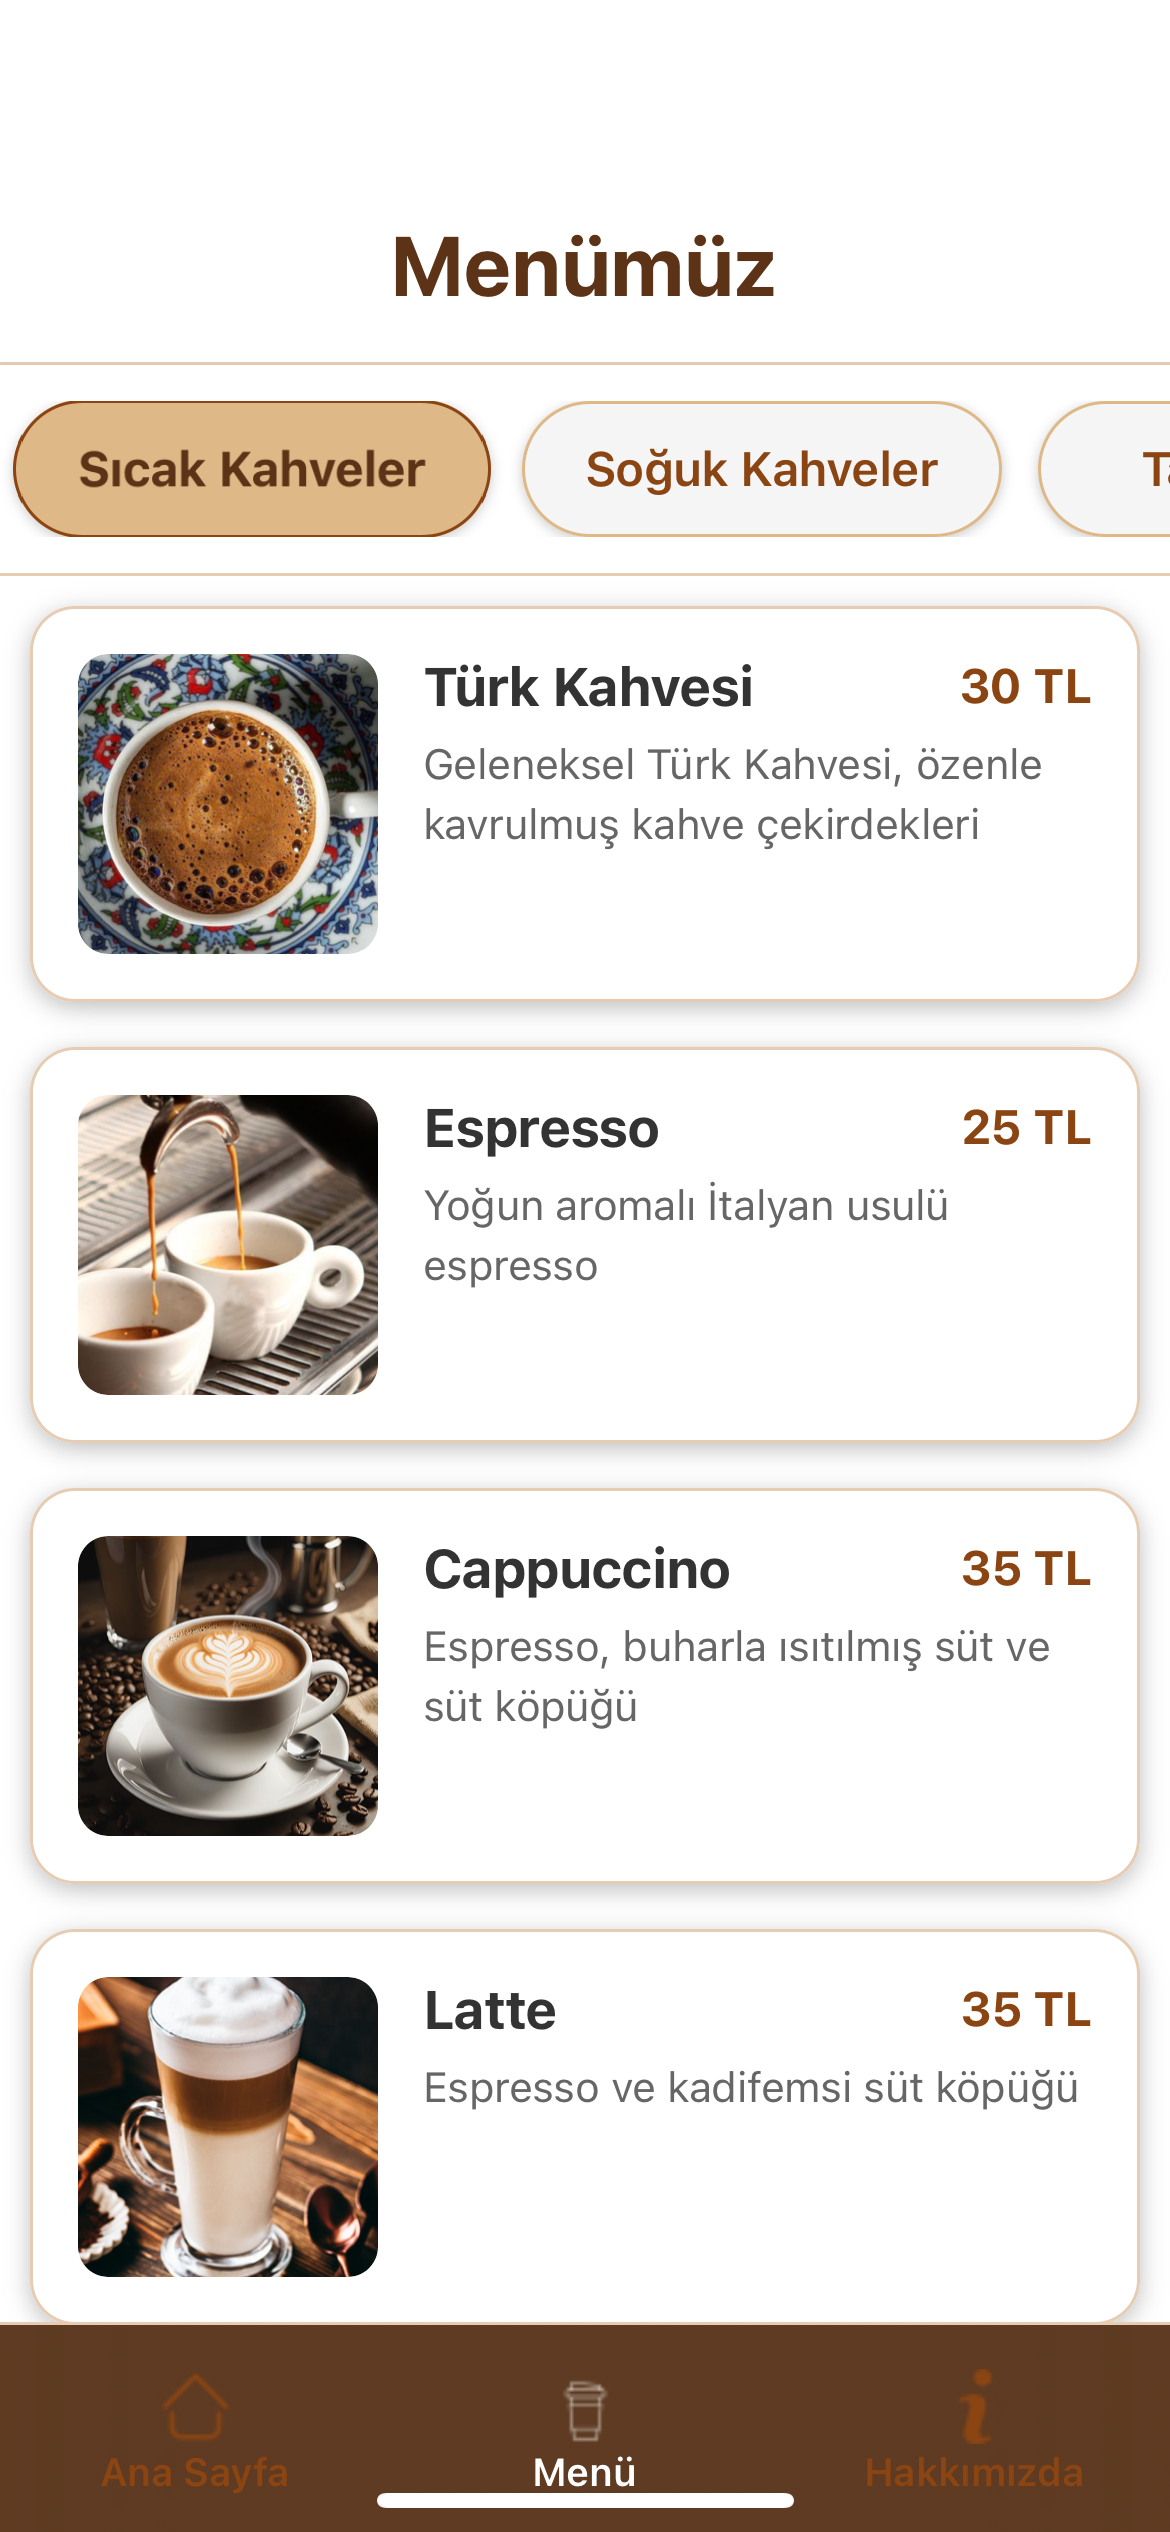 Menümüz
Sıcak Kahveler
Soğuk Kahveler
Türk Kahvesi
30 TL
Geleneksel Türk Kahvesi, özenle
kavrulmuş kahve çekirdekleri
Espresso
25 TL
Yoğun aromalı İtalyan usulü
espresso
Cappuccino
35 TL
Espresso, buharla ısıtılmış süt ve
süt köpüğü
Latte
35 TL
Espresso ve kadifemsi süt köpüğü
Ana Sayfa
Menü
Hakkımızda